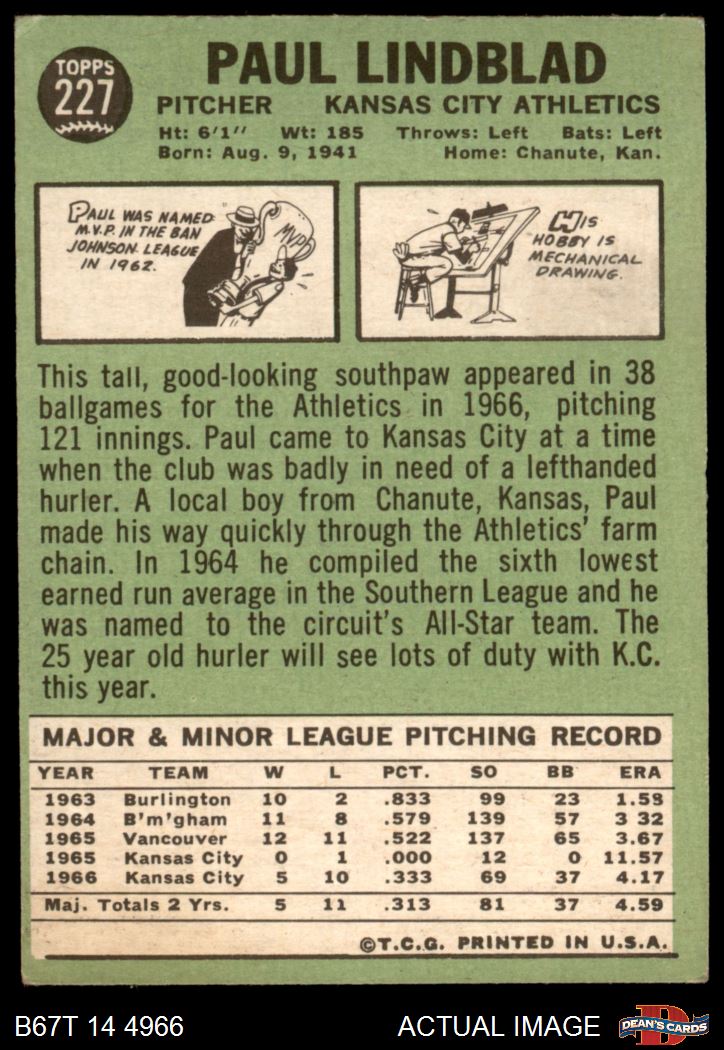 TOPPS
227
PAUL LINDBLAD
PITCHER KANSAS CITY ATHLETICS
Ht: 6'1" Wt: 185 Throws: Left Bats: Left
Born: Aug. 9, 1941 Home: Chanute, Kan.
PAUL WAS NAMED
M.V.P. IN THE BAN
JOHNSON LEAGUE
IN 1962.
MVP
HIS
HOBBY IS
MECHANICAL
DRAWING.
This tall, good-looking southpaw appeared in 38
ballgames for the Athletics in 1966, pitching
121 innings. Paul came to Kansas City at a time
when the club was badly in need of a lefthanded
hurler. A local boy from Chanute, Kansas, Paul
made his way quickly through the Athletics' farm
chain. In 1964 he compiled the sixth lowest
earned run average in the Southern League and he
was named to the circuit's All-Star team. The
25 year old hurler will see lots of duty with K.C.
this year.
MAJOR & MINOR LEAGUE PITCHING RECORD
YEAR TEAM W L PCT. SO BB ERA
1963 Burlington 10 2 .833 99 23 1.58
1964 B'm'gham 11 8 .579 139 57 3 32
1965 Vancouver 12 11 .522 137 65 3.67
1965 Kansas City 0 1 .000 12 0 11.57
1966 Kansas City 5 10 .333 69 37 4.17
Maj. Totals 2 Yrs. 5 11 .313 81 37 4.59
©T.C.G. PRINTED IN U.S.A.
B67T 14 4966 ACTUAL IMAGE
DEAN'S CARDS